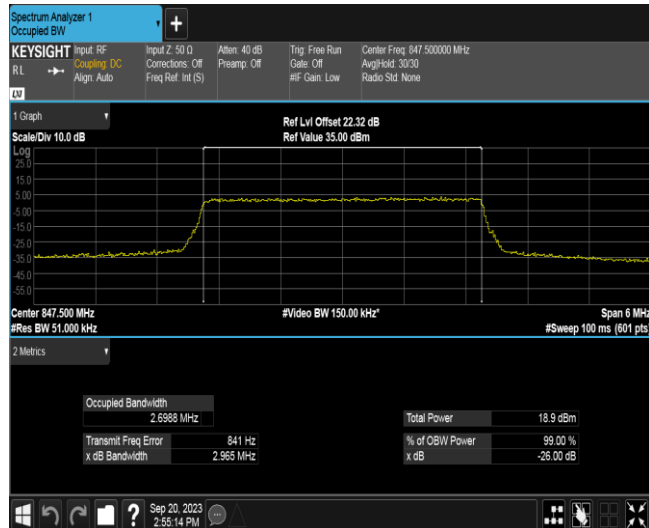 Spectrum Analyzer 1
Occupied BW
+
KEYSIGHT
R L
LXI
Input: RF
Coupling: DC
Align: Auto
Input Z: 50 Ω
Corrections: Off
Freq Ref: Int (S)
Atten: 40 dB
Preamp: Off
Trig: Free Run
Gate: Off
#IF Gain: Low
Center Freq: 847.500000 MHz
Avg|Hold: 30/30
Radio Std: None
1 Graph
Scale/Div 10.0 dB
Ref Lvl Offset 22.32 dB
Ref Value 35.00 dBm
Log
25.0
15.0
5.00
-5.00
-15.0
-25.0
-35.0
-45.0
-55.0
Center 847.500 MHz
#Res BW 51.000 kHz
#Video BW 150.00 kHz*
Span 6 MHz
#Sweep 100 ms (601 pts)
2 Metrics
Occupied Bandwidth
2.6988 MHz
Transmit Freq Error 841 Hz
x dB Bandwidth 2.965 MHz
Total Power 18.9 dBm
% of OBW Power 99.00 %
x dB -26.00 dB
?
Sep 20, 2023
2:55:14 PM